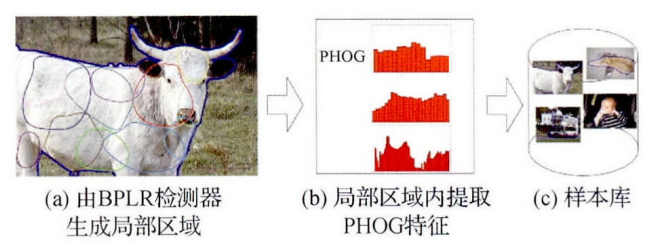 PHOG
(a) 由BPLR检测器
生成局部区域
(b) 局部区域内提取
PHOG特征
(c) 样本库